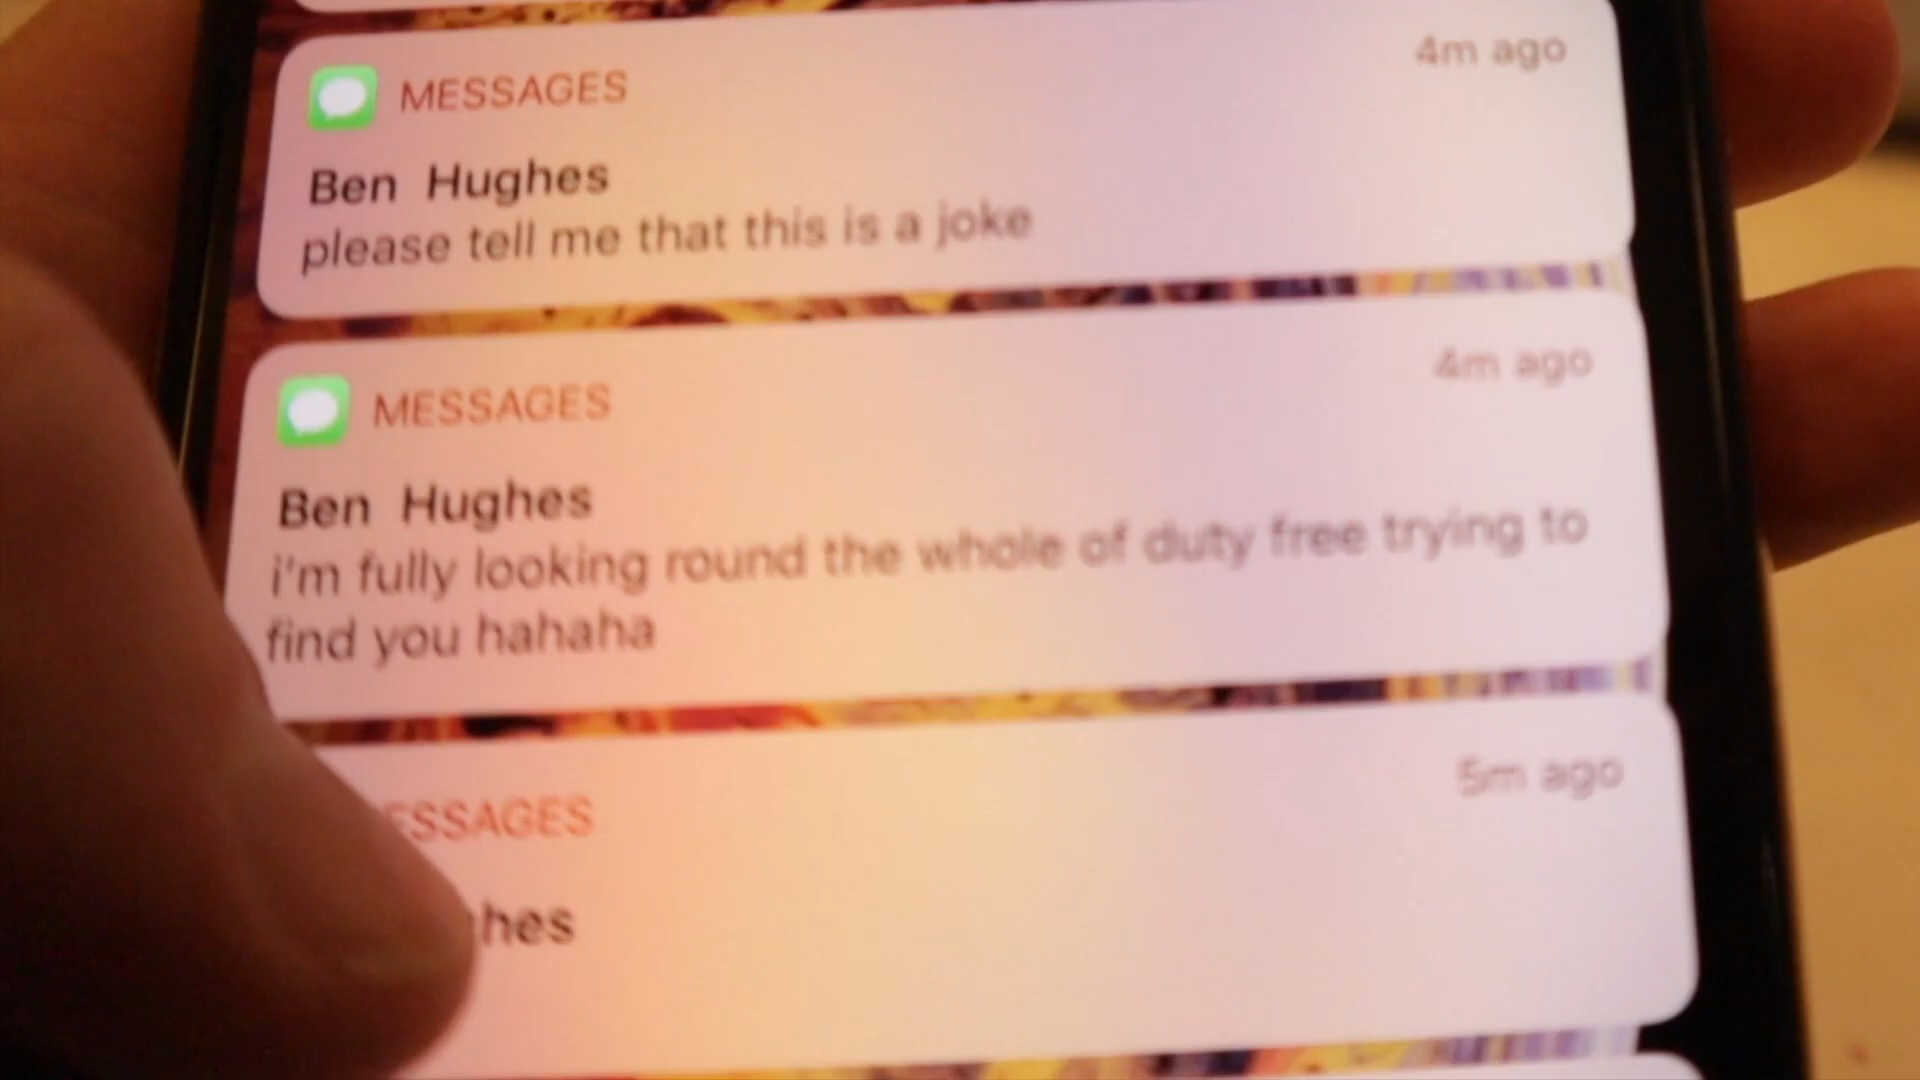 4m ago
MESSAGES
Ben Hughes
please tell me that this is a joke
4m ago
MESSAGES
Ben Hughes
i'm fully looking round the whole of duty free trying to
find you hahaha
5m ago
ESSAGES
hes